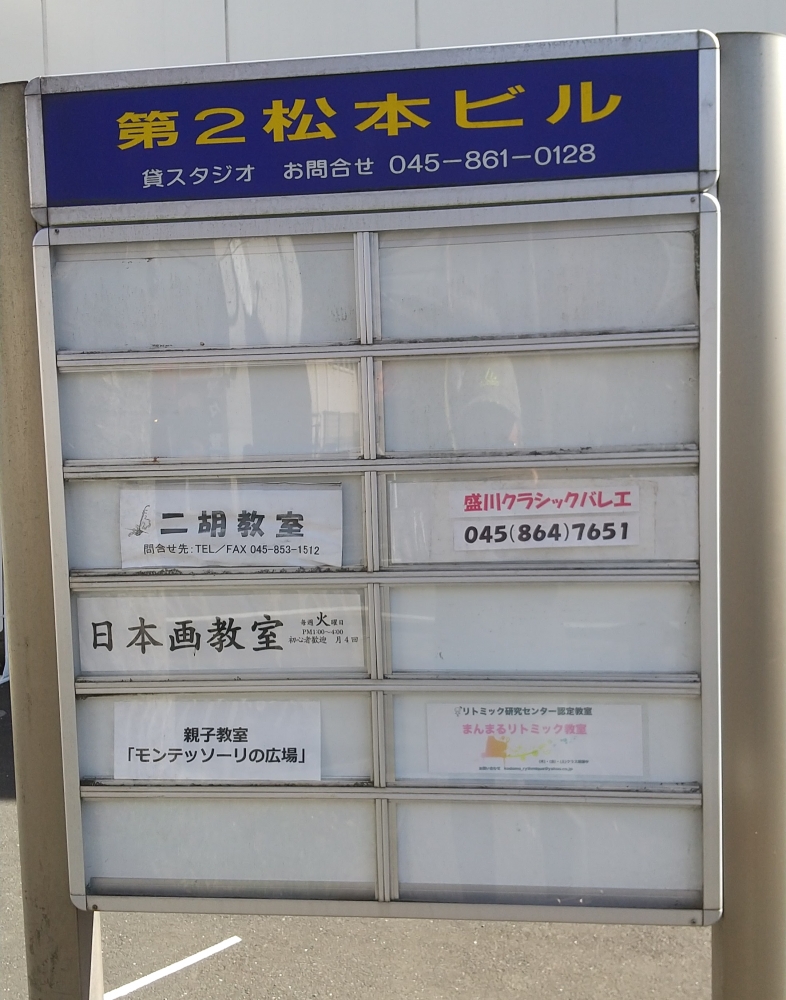 第2松本ビル
貸スタジオ お問合せ 045-861-0128
二胡教室
問合せ先:TEL/FAX 045-853-1512
盛川クラシックバレエ
045(864)7651
日本画教室
毎週火曜日
PM1:00～4:00
初心者歓迎 月4回
親子教室
「モンテッソーリの広場」
リトミック研究センター認定教室
まんまるリトミック教室